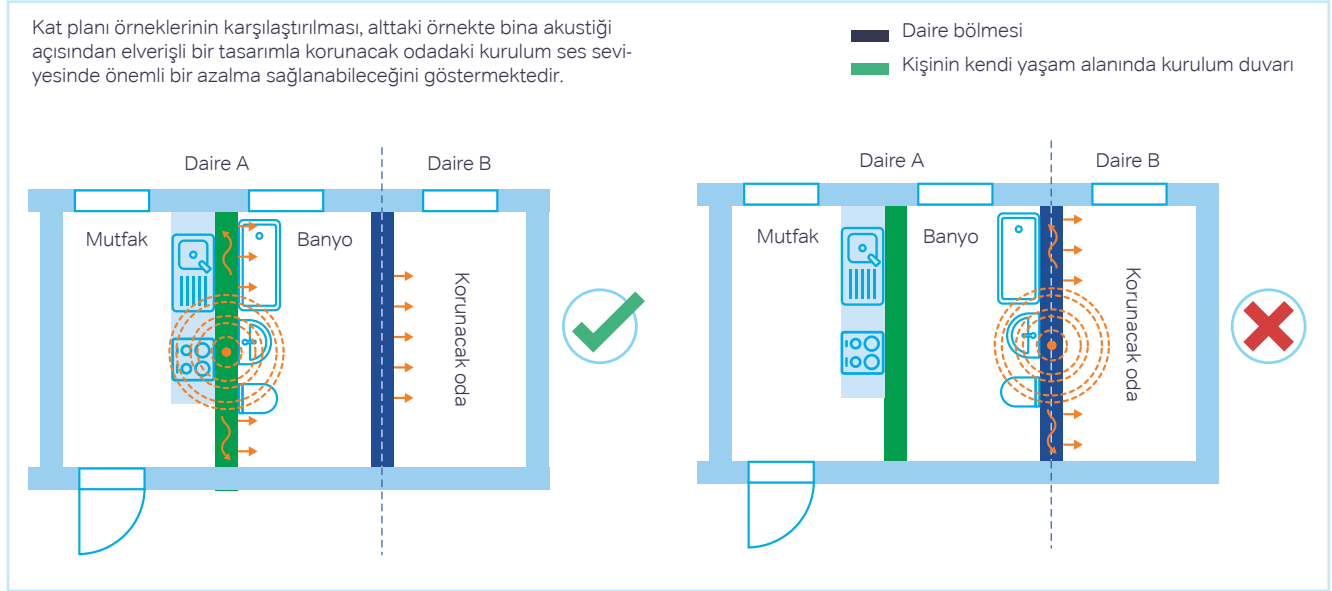 Kat planı örneklerinin karşılaştırılması, alttaki örnekte bina akustiği
açısından elverişli bir tasarımla korunacak odadaki kurulum ses sevi-
yesinde önemli bir azalma sağlanabileceğini göstermektedir.
Daire bölmesi
Kişinin kendi yaşam alanında kurulum duvarı
Daire A
Daire B
Mutfak
Banyo
Korunacak oda
Daire A
Daire B
Mutfak
Banyo
Korunacak oda